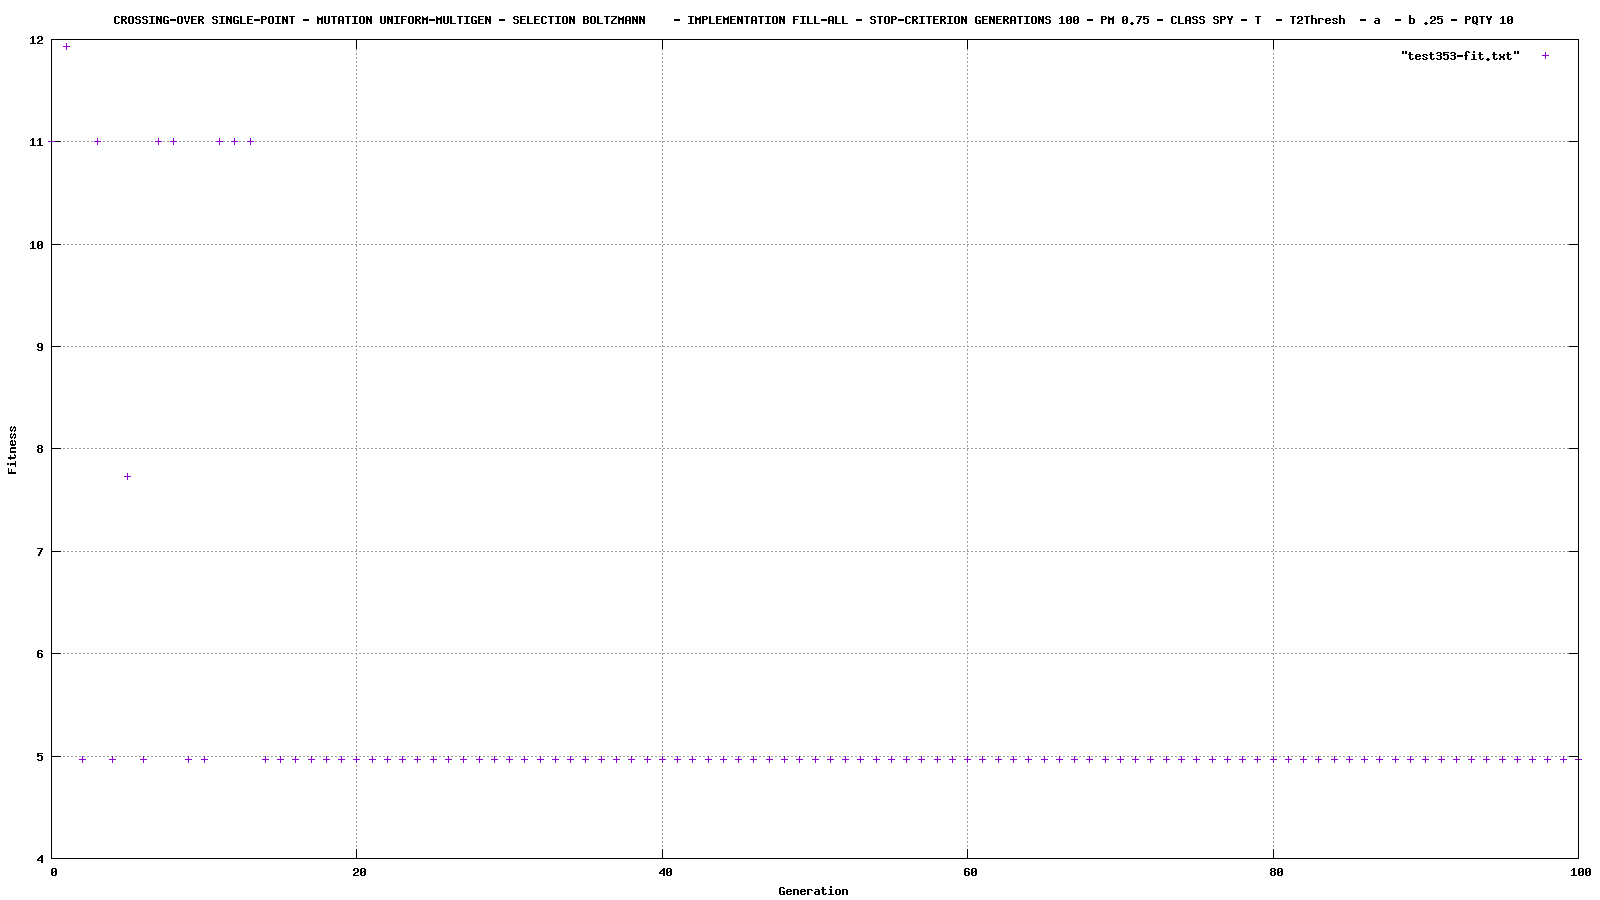 CROSSING-OVER SINGLE-POINT - MUTATION UNIFORM-MULTIGEN - SELECTION BOLTZMANN    - IMPLEMENTATION FILL-ALL - STOP-CRITERION GENERATIONS 100 - PM 0.75 - CLASS SPY - T  - T2Thresh  - a  - b .25 - PQTY 10
"test353-fit.txt"
12
11
10
9
8
7
6
5
4
Fitness
0 20 40 60 80 100
Generation